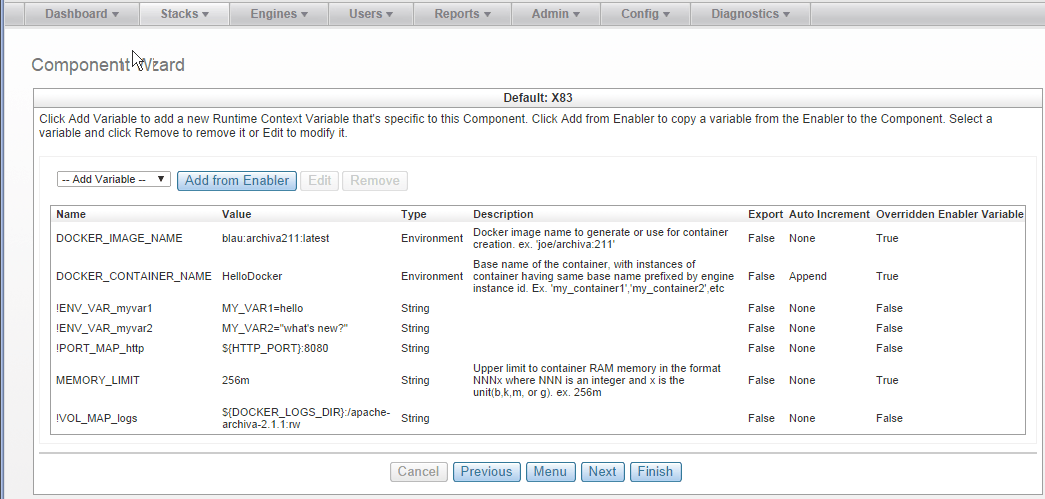 Dashboard Stacks Engines Users Reports Admin Config Diagnostics
Component Wizard
Default: X83
Click Add Variable to add a new Runtime Context Variable that's specific to this Component. Click Add from Enabler to copy a variable from the Enabler to the Component. Select a
variable and click Remove to remove it or Edit to modify it.
-- Add Variable -- Add from Enabler Edit Remove
Name Value Type Description Export Auto Increment Overridden Enabler Variable
DOCKER_IMAGE_NAME blau:archiva211:latest Environment Docker image name to generate or use for container
creation. ex. 'joe/archiva:211' False None True
DOCKER_CONTAINER_NAME HelloDocker Environment Base name of the container, with instances of
container having same base name prefixed by engine
instance id. Ex. 'my_container1','my_container2',etc False Append True
!ENV_VAR_myvar1 MY_VAR1=hello String False None False
!ENV_VAR_myvar2 MY_VAR2="what's new?" String False None False
!PORT_MAP_http ${HTTP_PORT}:8080 String False None False
MEMORY_LIMIT 256m String Upper limit to container RAM memory in the format
NNNx where NNN is an integer and x is the
unit(b,k,m, or g). ex. 256m False None True
!VOL_MAP_logs ${DOCKER_LOGS_DIR}:/apache-
archiva-2.1.1:rw String False None False
Cancel Previous Menu Next Finish